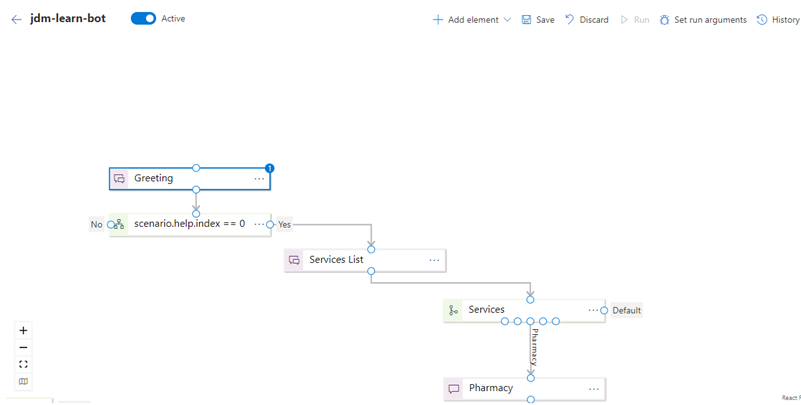 jdm-learn-bot
Active
Add element
Save
Discard
Run
Set run arguments
History
1
Greeting
No
scenario.help.index == 0
Yes
Services List
Services
Default
Pharmacy
Pharmacy
React F